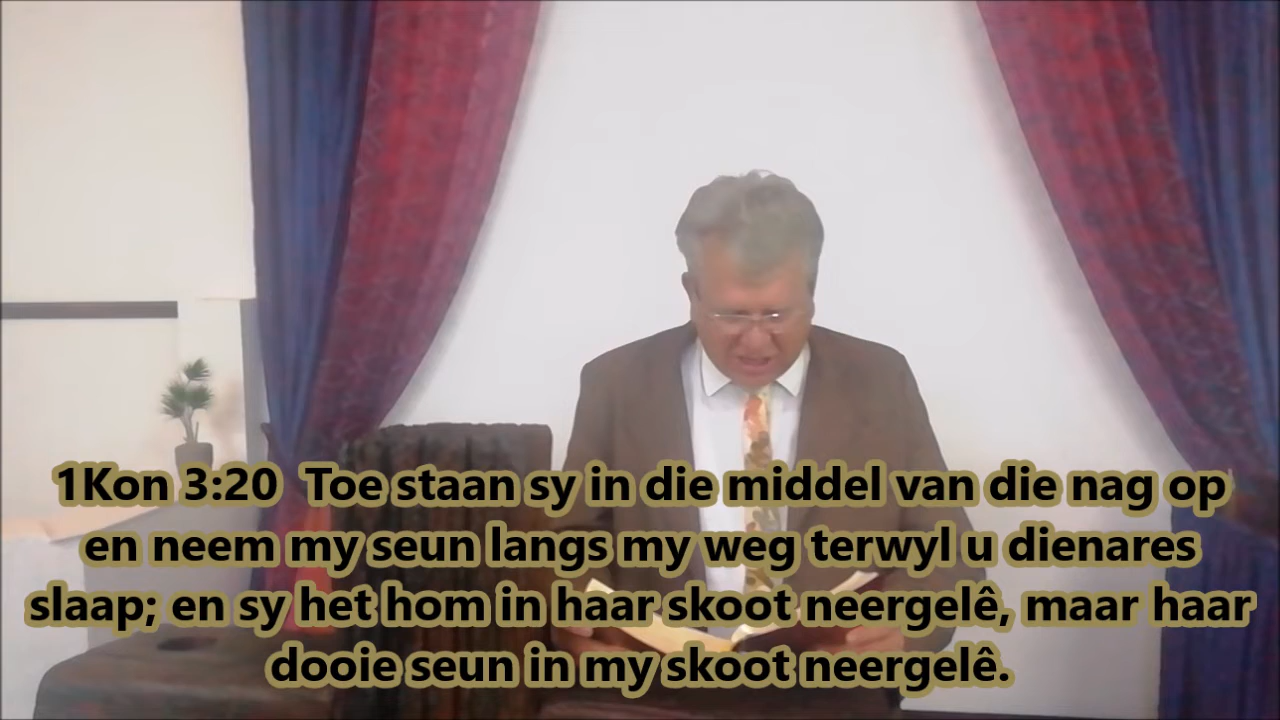 1Kon 3:20  Toe staan sy in die middel van die nag op
en neem my seun langs my weg terwyl u dienares
slaap; en sy het hom in haar skoot neergelê, maar haar
dooie seun in my skoot neergelê.